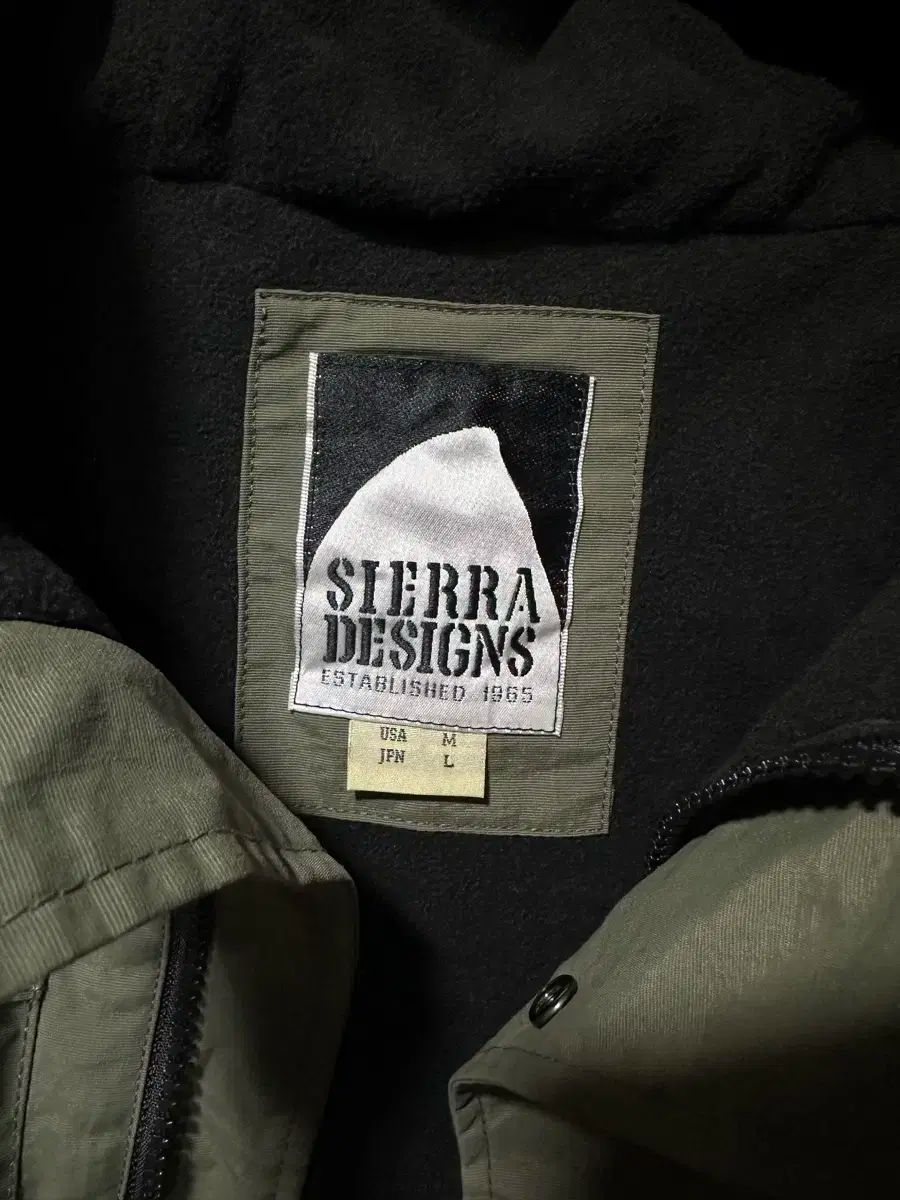 SIERRA
DESIGNS
ESTABLISHED 1965
USA M
JPN L